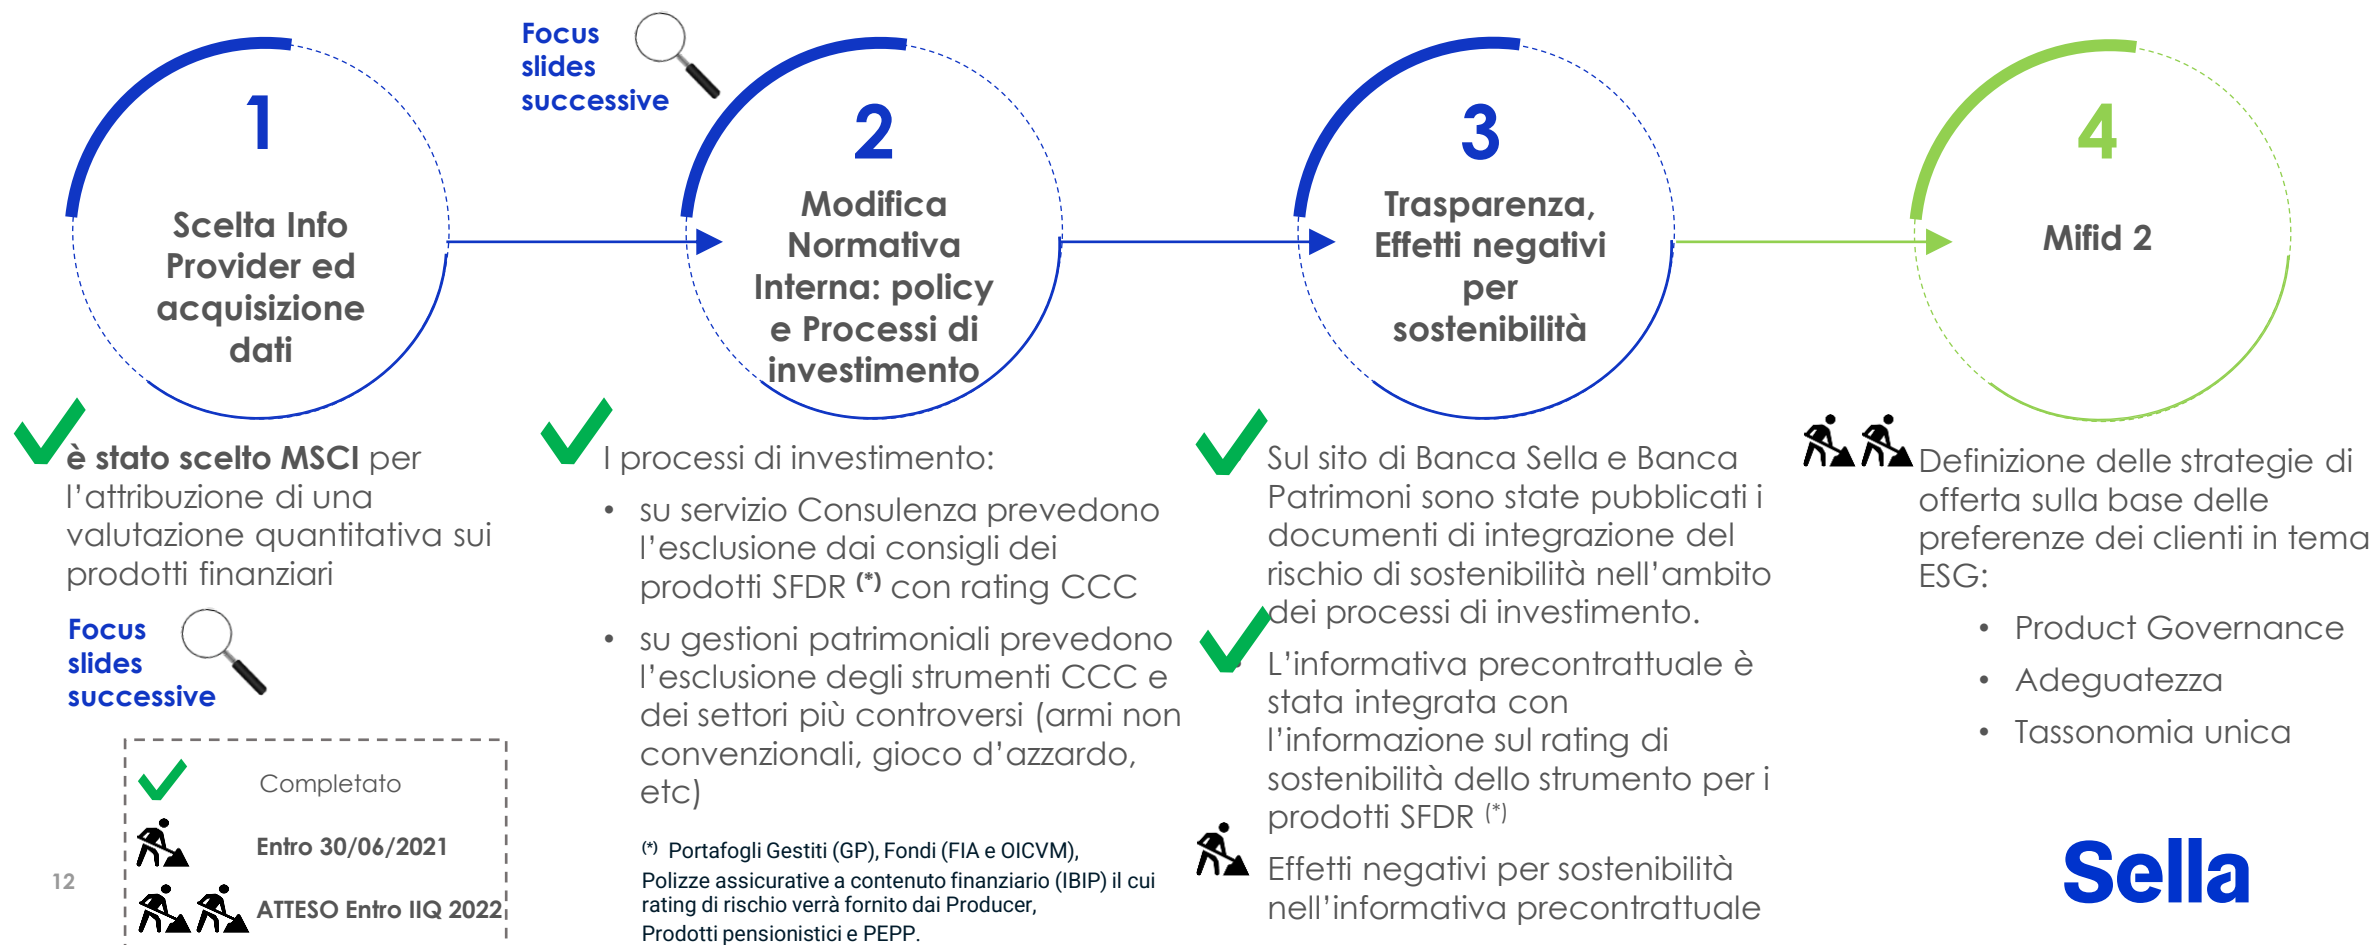 1
Scelta Info
Provider ed
acquisizione
dati
è stato scelto MSCI per
l'attribuzione di una
valutazione quantitativa sui
prodotti finanziari
Focus
slides
successive
Completato
Entro 30/06/2021
ATTESO Entro IIQ 2022
12
Focus
slides
successive
2
Modifica
Normativa
Interna: policy
e Processi di
investimento
I processi di investimento:
• su servizio Consulenza prevedono
l'esclusione dai consigli dei
prodotti SFDR (*) con rating CCC
• su gestioni patrimoniali prevedono
l'esclusione degli strumenti CCC e
dei settori più controversi (armi non
convenzionali, gioco d'azzardo,
etc)
(*) Portafogli Gestiti (GP), Fondi (FIA e OICVM),
Polizze assicurative a contenuto finanziario (IBIP) il cui
rating di rischio verrà fornito dai Producer,
Prodotti pensionistici e PEPP.
3
Trasparenza,
Effetti negativi
per
sostenibilità
Sul sito di Banca Sella e Banca
Patrimoni sono state pubblicati i
documenti di integrazione del
rischio di sostenibilità nell'ambito
dei processi di investimento.
• L'informativa precontrattuale è
stata integrata con
l'informazione sul rating di
sostenibilità dello strumento per i
prodotti SFDR (*)
Effetti negativi per sostenibilità
nell'informativa precontrattuale
4
Mifid 2
Definizione delle strategie di
offerta sulla base delle
preferenze dei clienti in tema
ESG:
• Product Governance
• Adeguatezza
• Tassonomia unica
Sella